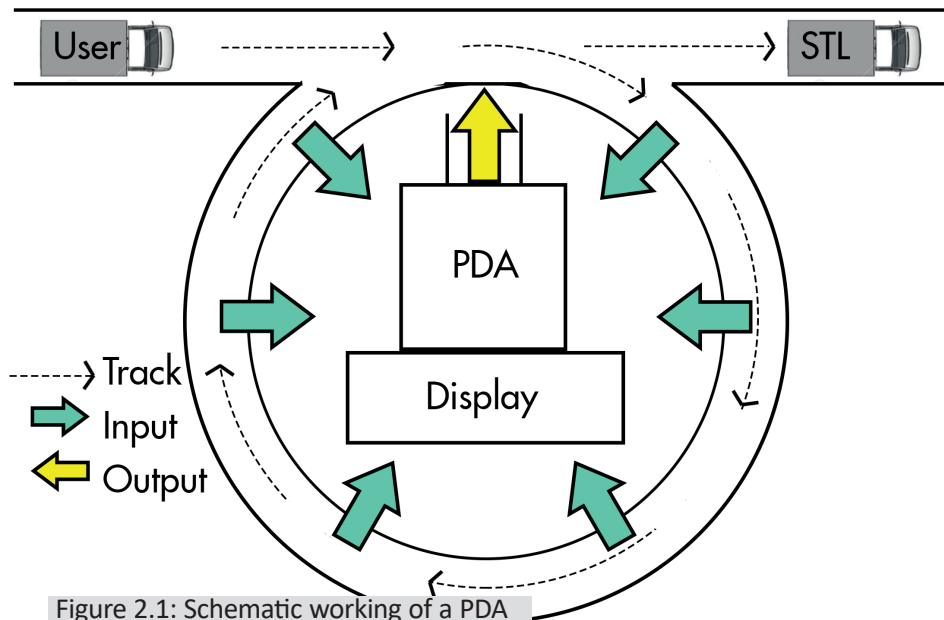 User
STL
PDA
Display
Track
Input
Output
Figure 2.1: Schematic working of a PDA